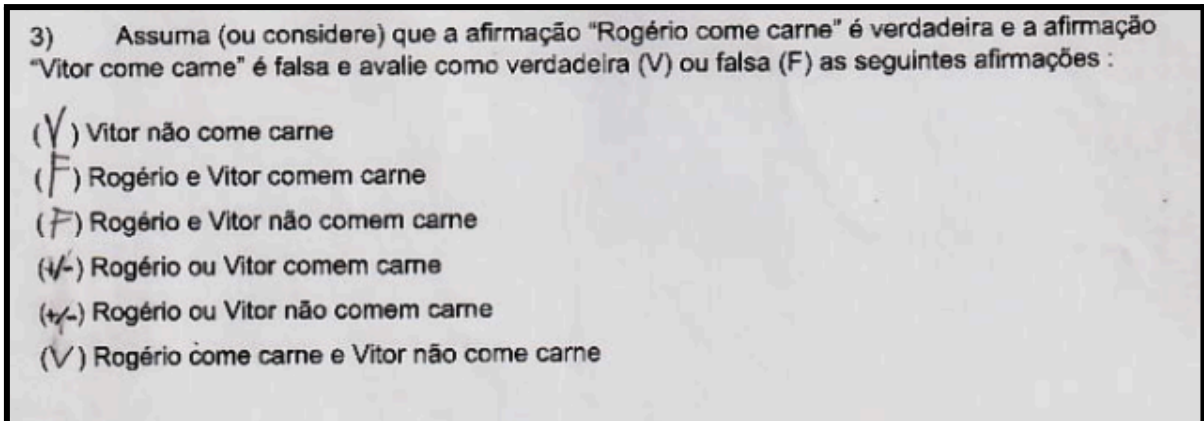 3) Assuma (ou considere) que a afirmação “Rogério come carne” é verdadeira e a afirmação
“Vitor come carne” é falsa e avalie como verdadeira (V) ou falsa (F) as seguintes afirmações :
(V) Vitor não come carne
(F) Rogério e Vitor comem carne
(F) Rogério e Vitor não comem carne
(+/-) Rogério ou Vitor comem carne
(+/-) Rogério ou Vitor não comem carne
(V) Rogério come carne e Vitor não come carne